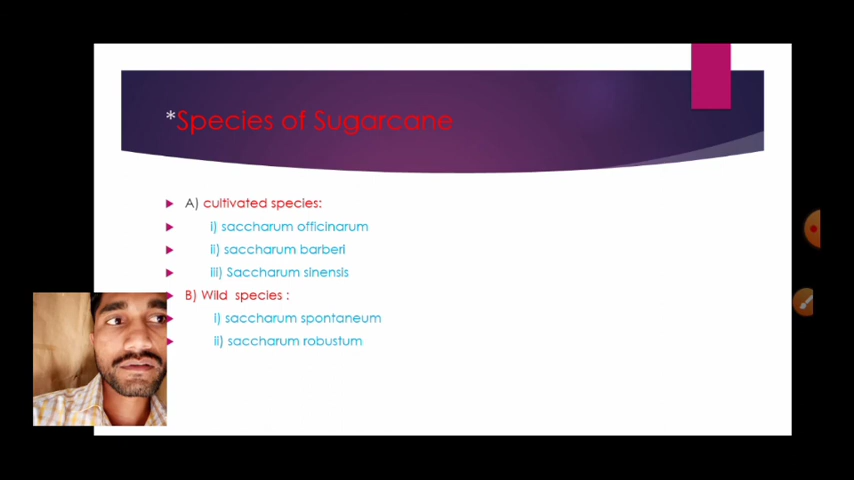 *Species of Sugarcane
A) cultivated species:
i) saccharum officinarum
ii) saccharum barberi
iii) Saccharum sinensis
B) Wild species :
i) saccharum spontaneum
ii) saccharum robustum